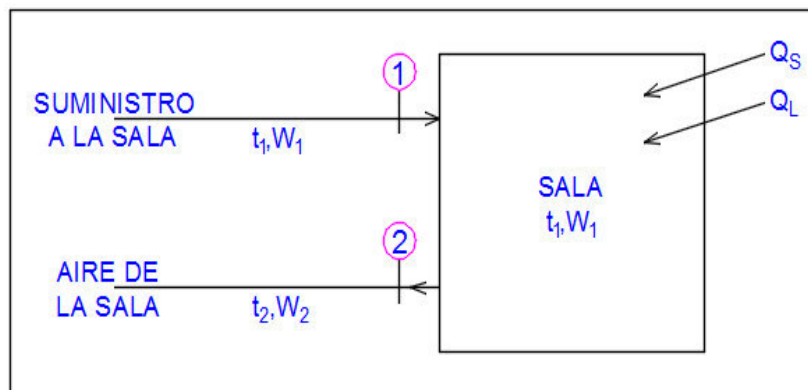 1
SUMINISTRO
A LA SALA
t₁,W₁
Q_S
Q_L
SALA
t₁,W₁
2
AIRE DE
LA SALA
t₂,W₂